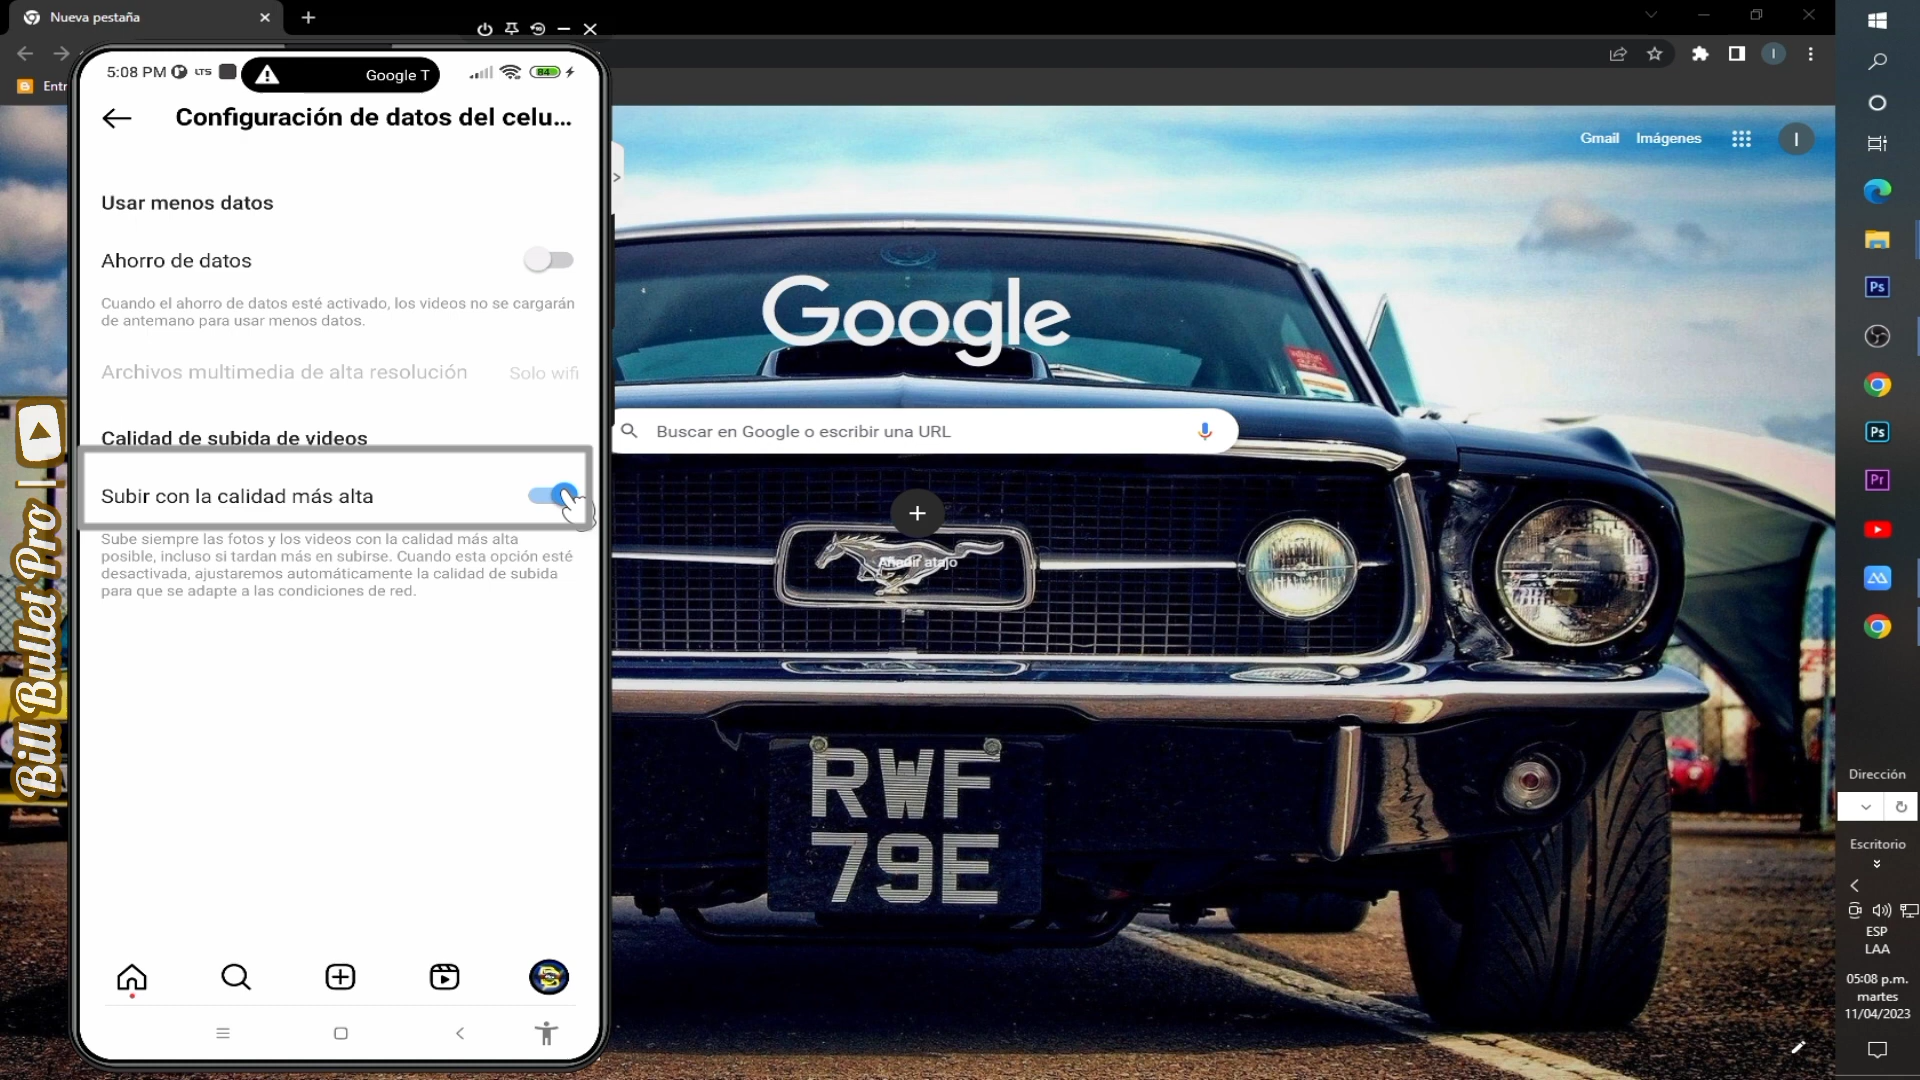 Nueva pestaña
Entr
5:08 PM
LTS
Google T
84
Configuración de datos del celu...
Usar menos datos
Ahorro de datos
Cuando el ahorro de datos esté activado, los videos no se cargarán
de antemano para usar menos datos.
Archivos multimedia de alta resolución
Solo wifi
Calidad de subida de videos
Subir con la calidad más alta
Sube siempre las fotos y los videos con la calidad más alta
posible, incluso si tardan más en subirse. Cuando esta opción esté
desactivada, ajustaremos automáticamente la calidad de subida
para que se adapte a las condiciones de red.
Bill Bullet Pro |
Gmail
Imágenes
I
I
Google
Buscar en Google o escribir una URL
Añadir atajo
RWF
79E
Ps
Ps
Pr
Dirección
Escritorio
ESP
LAA
05:08 p.m.
martes
11/04/2023